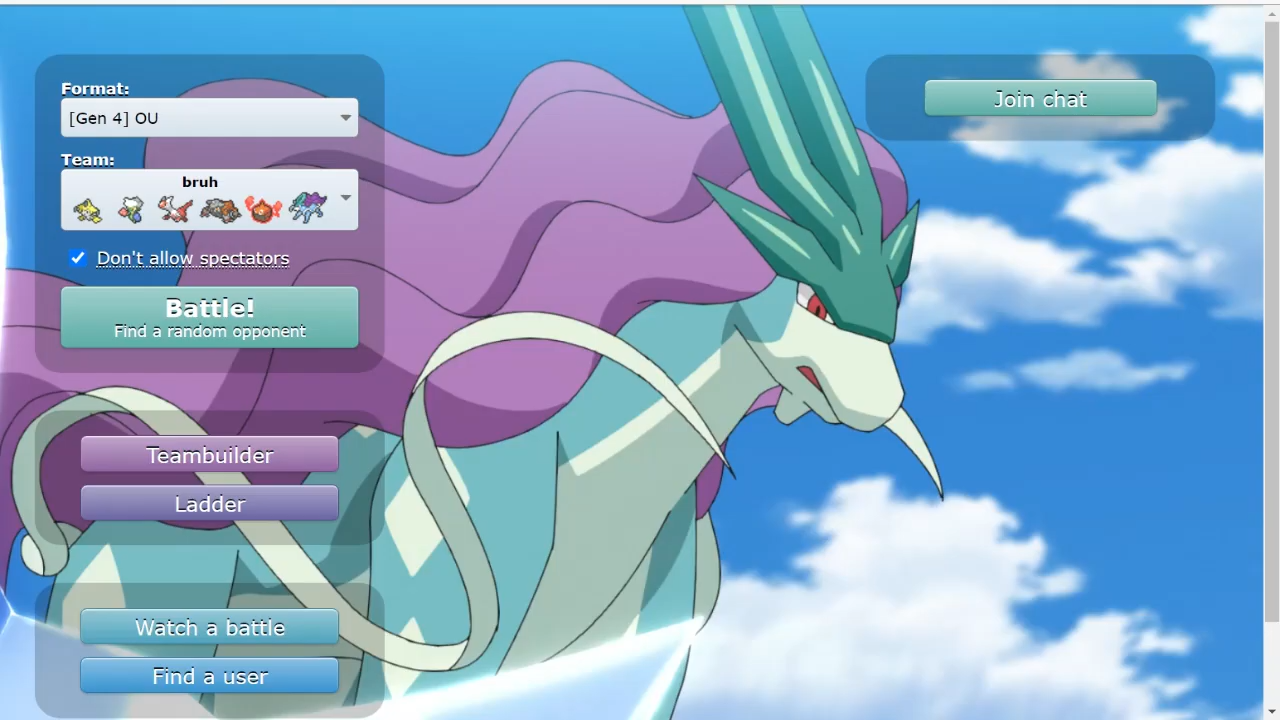 Format:
[Gen 4] OU
Team:
bruh
Don't allow spectators
Battle!
Find a random opponent
Teambuilder
Ladder
Watch a battle
Find a user
Join chat